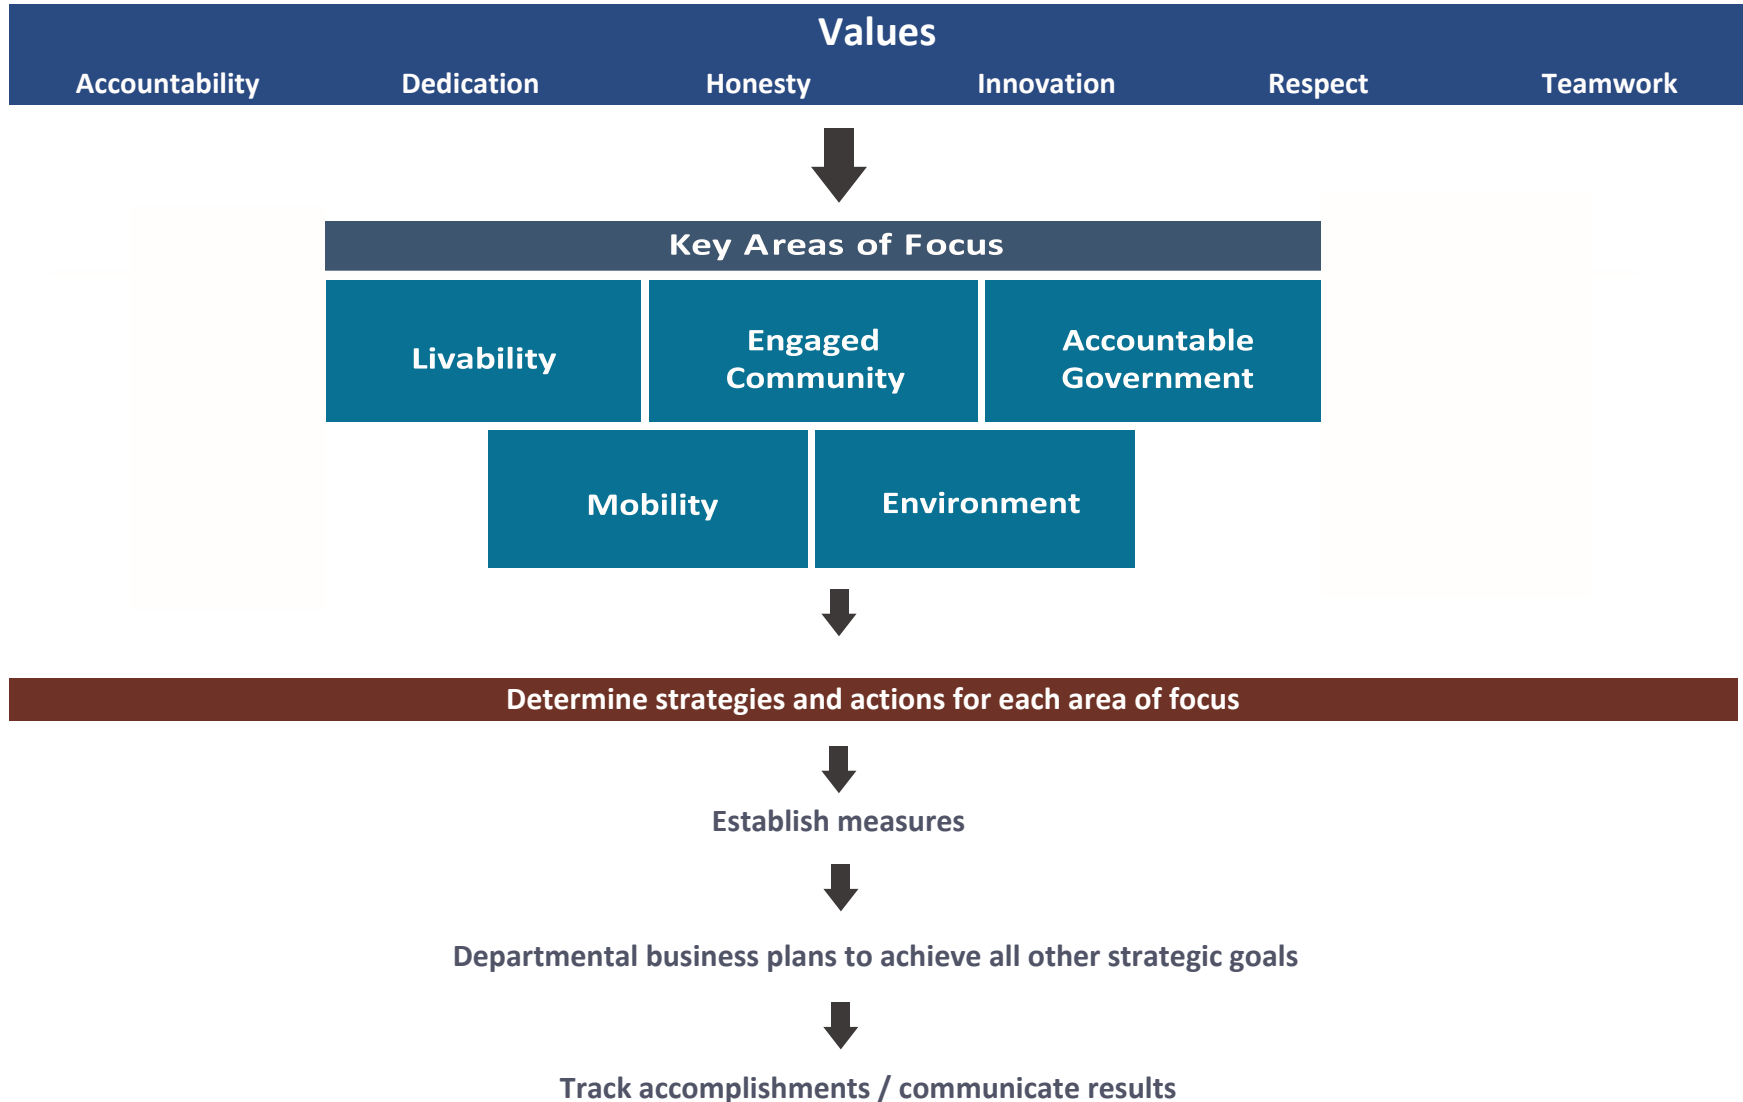 Values
Accountability Dedication Honesty Innovation Respect Teamwork
Key Areas of Focus
Livability
Engaged
Community
Accountable
Government
Mobility
Environment
Determine strategies and actions for each area of focus
Establish measures
Departmental business plans to achieve all other strategic goals
Track accomplishments / communicate results